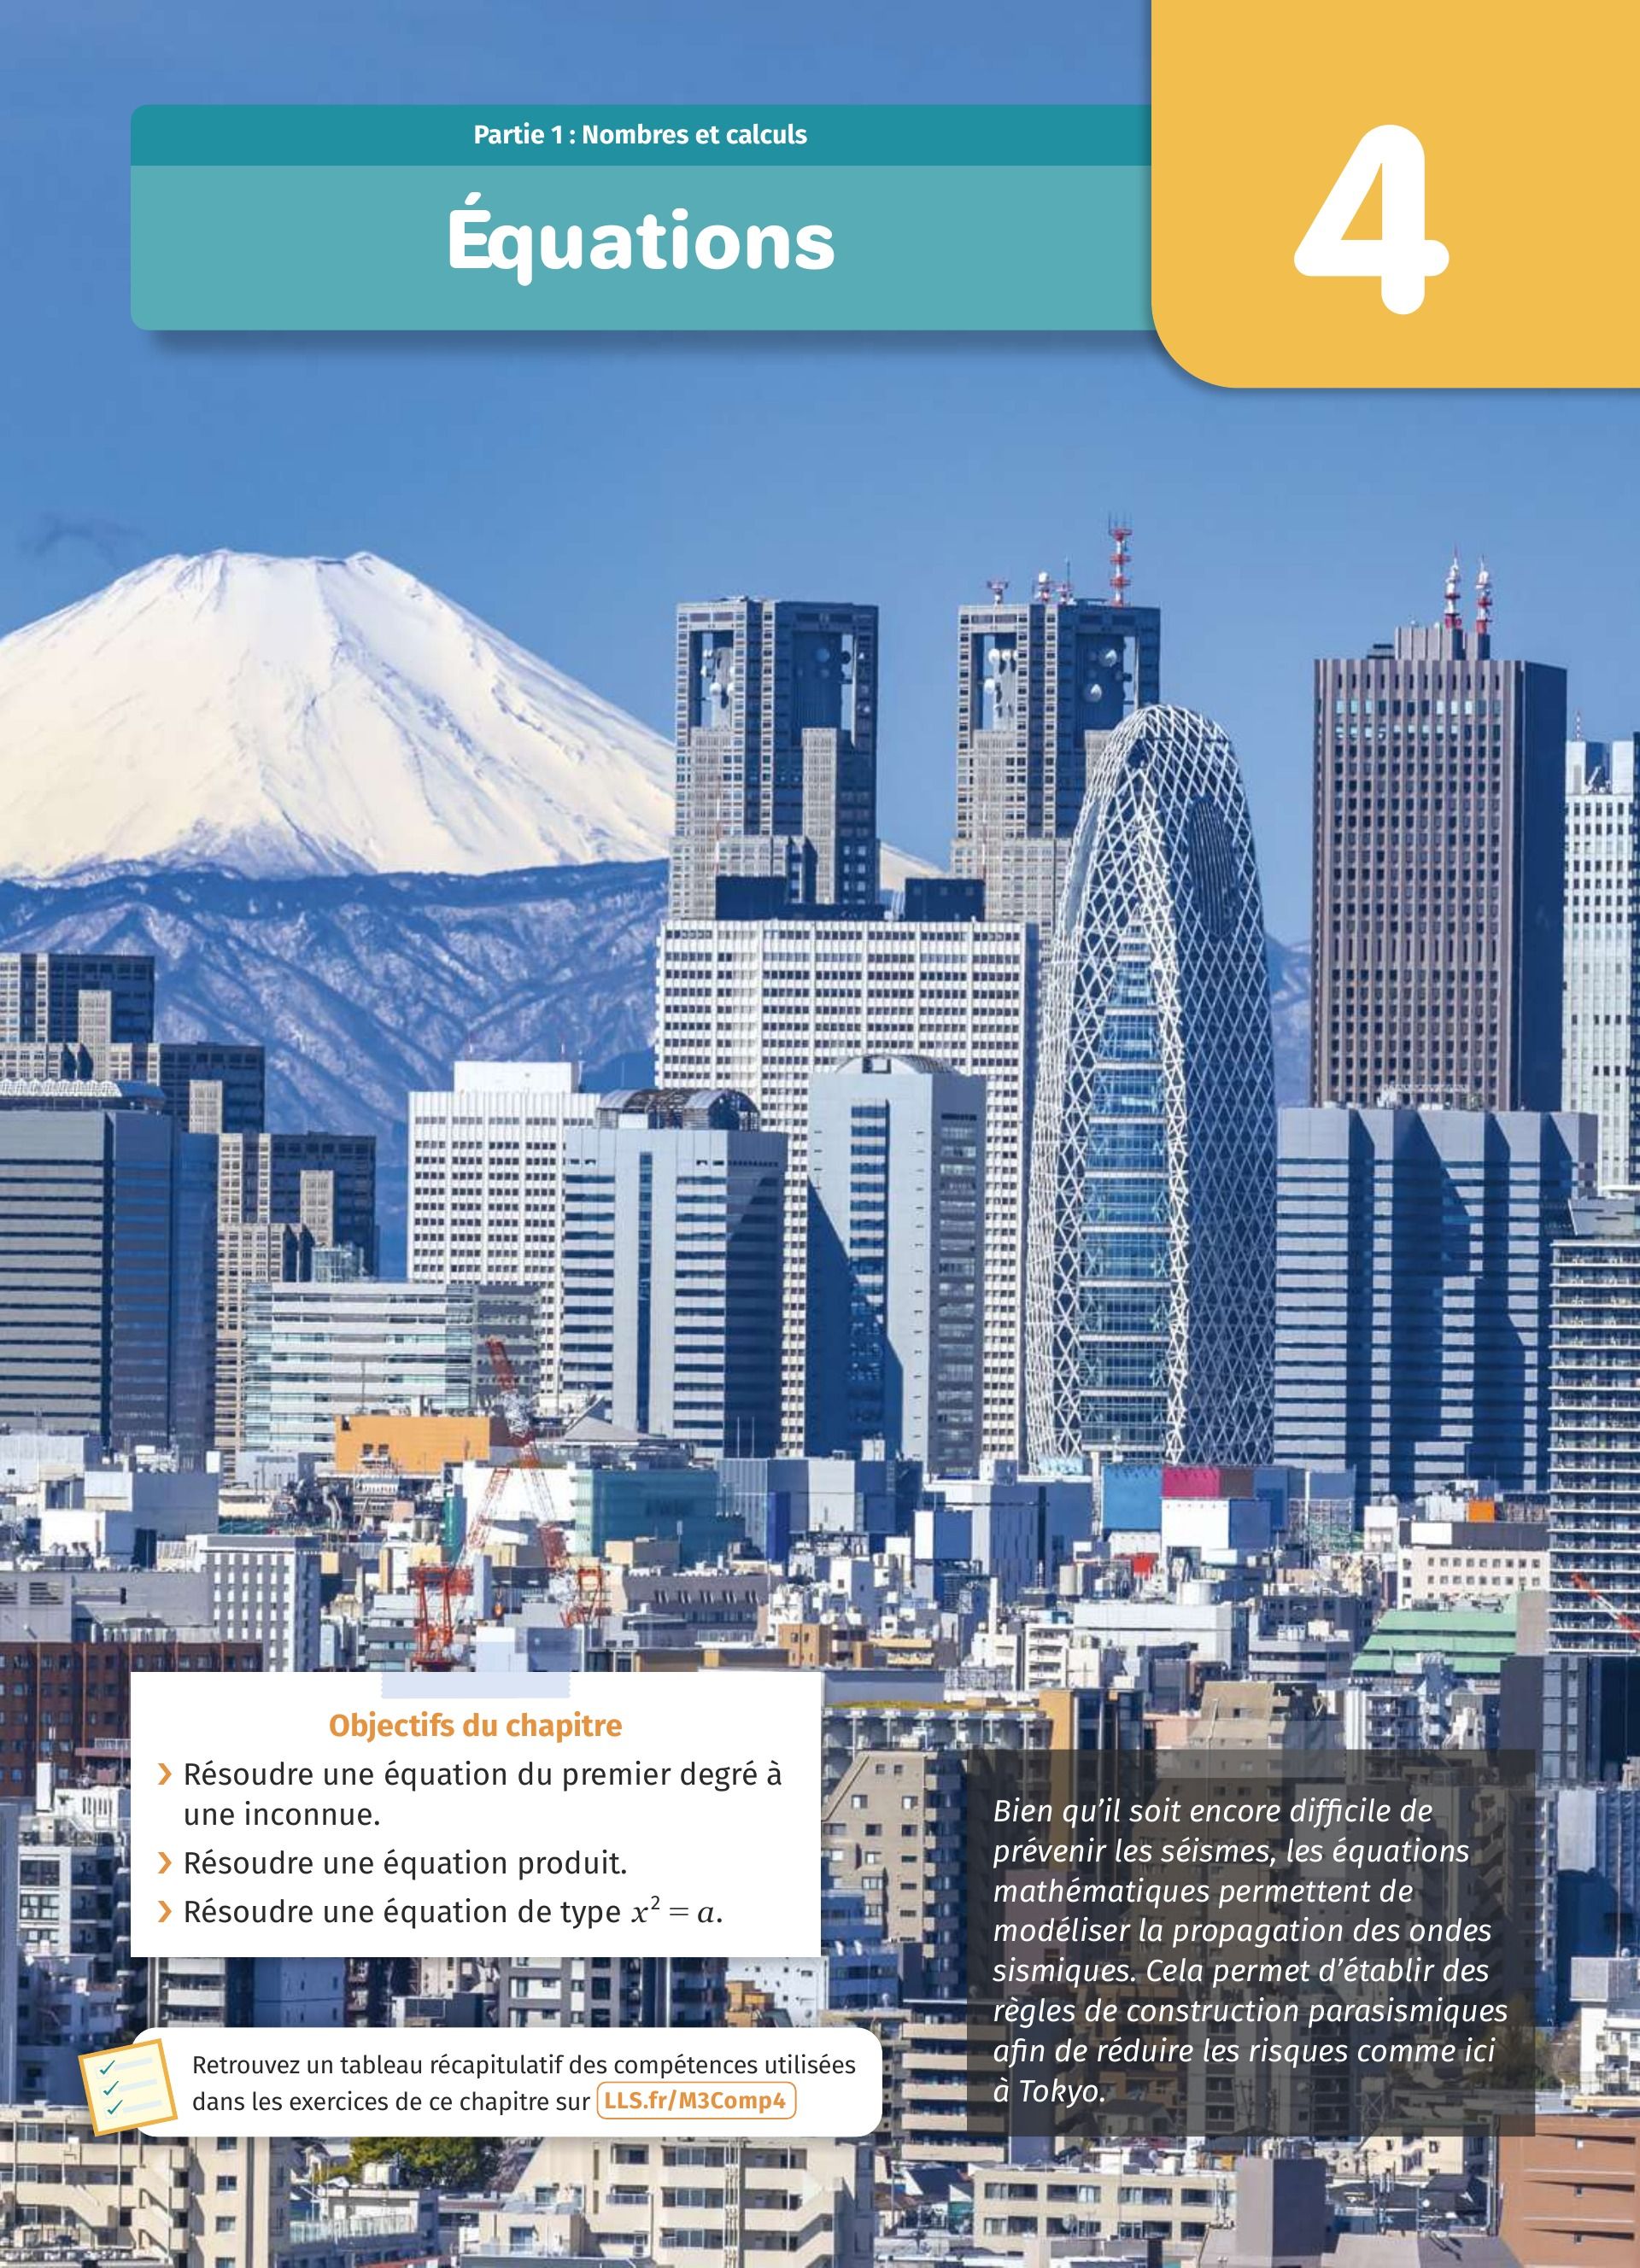 Partie 1 : Nombres et calculs
Équations
4
Objectifs du chapitre
› Résoudre une équation du premier degré à
une inconnue.
› Résoudre une équation produit.
› Résoudre une équation de type x² = a.
Retrouvez un tableau récapitulatif des compétences utilisées
dans les exercices de ce chapitre sur LLS.fr/M3Comp4
Bien qu’il soit encore difficile de
prévenir les séismes, les équations
mathématiques permettent de
modéliser la propagation des ondes
sismiques. Cela permet d’établir des
règles de construction parasismiques
afin de réduire les risques comme ici
à Tokyo.